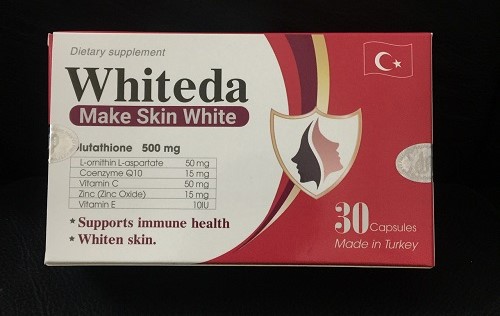 Dietary supplement
Whiteda
Make Skin White
lutathione 500 mg
L-ornithin L-aspartate 50 mg
Coenzyme Q10 15 mg
Vitamin C 50 mg
Zinc (Zinc Oxide) 15 mg
Vitamin E 10IU
* Supports immune health
* Whiten skin.
30 Capsules
Made in Turkey